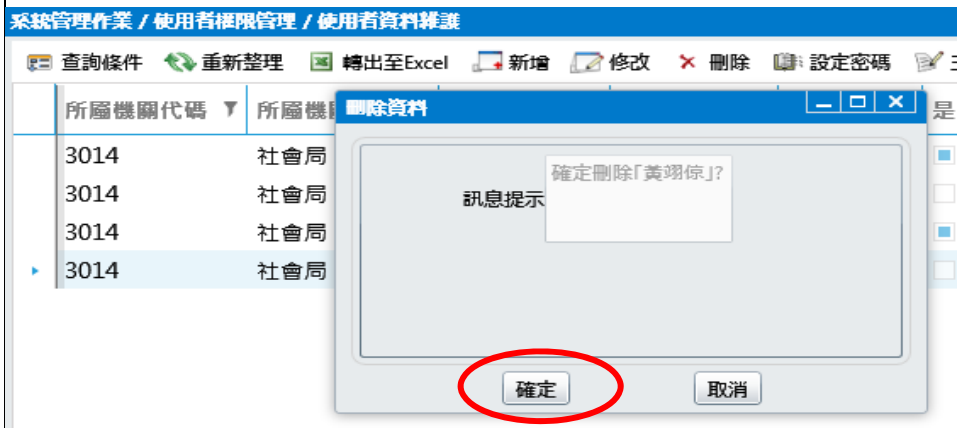 系統管理作業 / 使用者權限管理 / 使用者資料維護
查詢條件 重新整理 轉出至Excel 新增 修改 刪除 設定密碼
所屬機關代碼 所屬機 刪除資料 是
3014 社會局
確定刪除「黃翊倞」?
3014 社會局 訊息提示
3014 社會局
3014 社會局
確定 取消